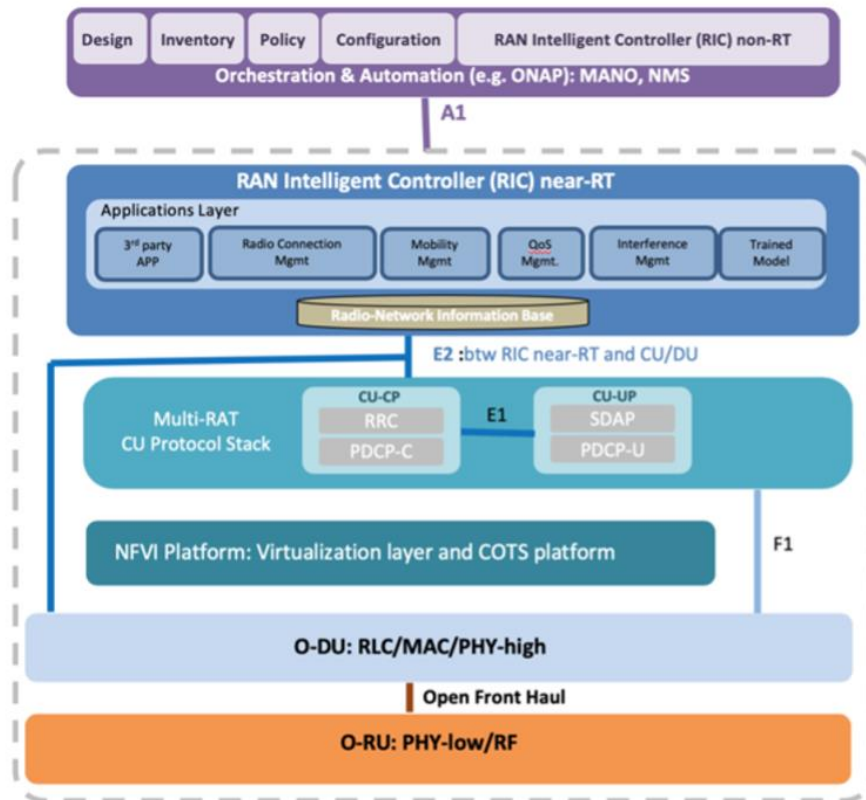 Design
Inventory
Policy
Configuration
RAN Intelligent Controller (RIC) non-RT
Orchestration & Automation (e.g. ONAP): MANO, NMS
A1
RAN Intelligent Controller (RIC) near-RT
Applications Layer
3rd party
APP
Radio Connection
Mgmt
Mobility
Mgmt
QoS
Mgmt.
Interference
Mgmt
Trained
Model
Radio-Network Information Base
E2 :btw RIC near-RT and CU/DU
Multi-RAT
CU Protocol Stack
CU-CP
RRC
PDCP-C
E1
CU-UP
SDAP
PDCP-U
NFVI Platform: Virtualization layer and COTS platform
F1
O-DU: RLC/MAC/PHY-high
Open Front Haul
O-RU: PHY-low/RF